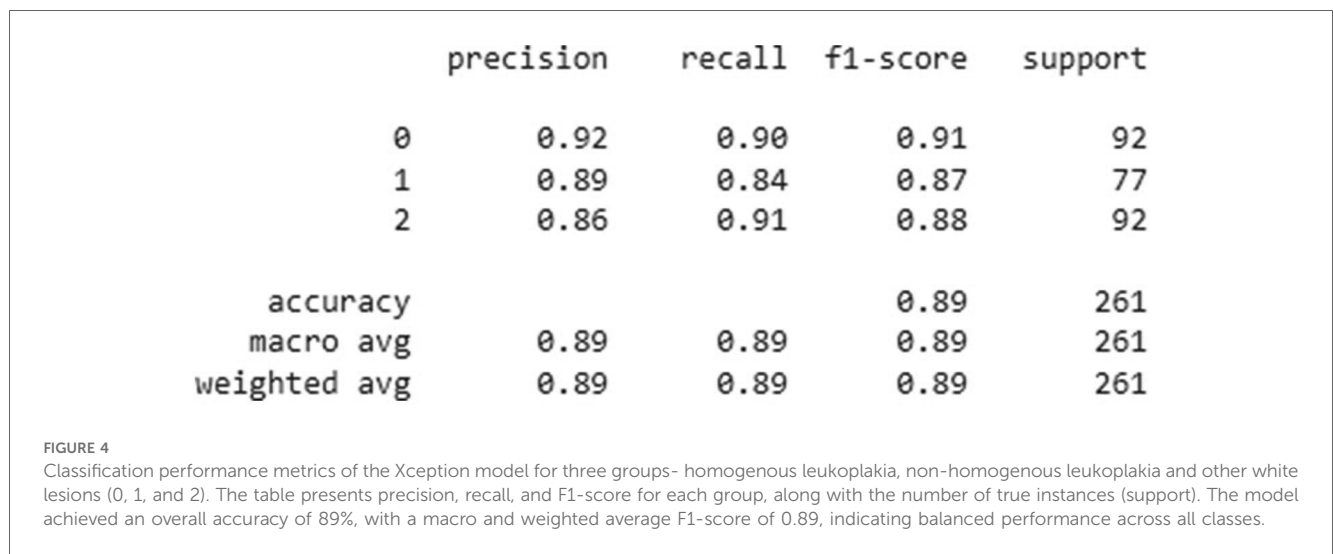 precision recall f1-score support
0 0.92 0.90 0.91 92
1 0.89 0.84 0.87 77
2 0.86 0.91 0.88 92
accuracy 0.89 261
macro avg 0.89 0.89 0.89 261
weighted avg 0.89 0.89 0.89 261
FIGURE 4
Classification performance metrics of the Xception model for three groups- homogenous leukoplakia, non-homogenous leukoplakia and other white
lesions (0, 1, and 2). The table presents precision, recall, and F1-score for each group, along with the number of true instances (support). The model
achieved an overall accuracy of 89%, with a macro and weighted average F1-score of 0.89, indicating balanced performance across all classes.